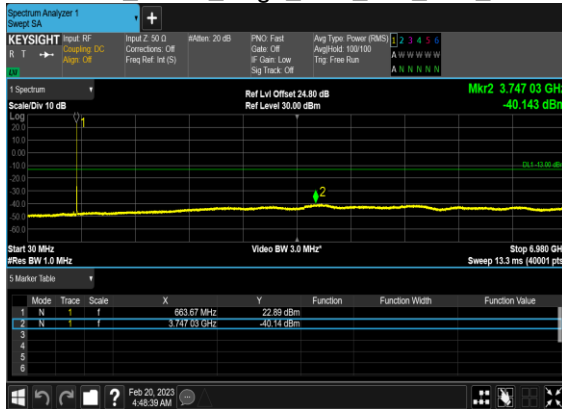 Spectrum Analyzer 1
Swept SA
KEYSIGHT Input: RF Input Z: 50 Ω #Atten: 20 dB PNO: Fast Avg Type: Power (RMS) 1 2 3 4 5 6
R T Coupling: DC Corrections: Off Gate: Off Avg|Hold: 100/100 A W W W W W
Align: Off Freq Ref: Int (S) IF Gain: Low Trig: Free Run
Sig Track: Off A N N N N N
1 Spectrum Ref Lvl Offset 24.80 dB Mkr2 3.747 03 GHz
Scale/Div 10 dB Ref Level 30.00 dBm -40.143 dBm
Log
20.0 1
10.0
0.00
-10.0 DL1 -13.00 dBm
-20.0
-30.0
-40.0 2
-50.0
-60.0
Start 30 MHz Video BW 3.0 MHz* Stop 6.980 GHz
#Res BW 1.0 MHz Sweep 13.3 ms (40001 pts)
5 Marker Table
Mode Trace Scale X Y Function Function Width Function Value
1 N 1 f 663.67 MHz 22.89 dBm
2 N 1 f 3.747 03 GHz -40.14 dBm
3
4
5
6
? Feb 20, 2023
4:48:39 AM